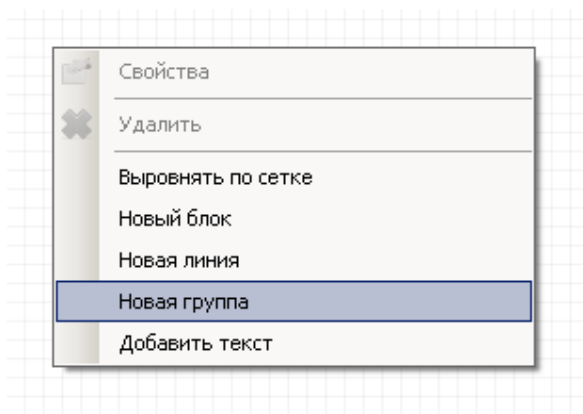 Свойства
Удалить
Выровнять по сетке
Новый блок
Новая линия
Новая группа
Добавить текст